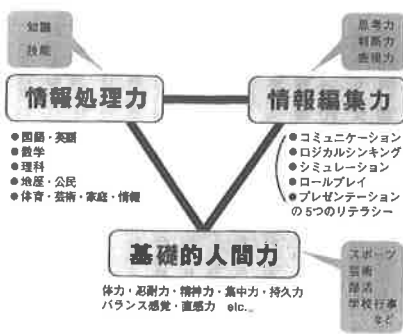 知識
技能
思考力
判断力
表現力
情報処理力
情報編集力
●国語・英語
●数学
●理科
●地歴・公民
●体育・芸術・家庭・情報
●コミュニケーション
●ロジカルシンキング
●シミュレーション
●ロールプレイ
●プレゼンテーション
の5つのリテラシー
基礎的人間力
体力・忍耐力・精神力・集中力・持久力
バランス感覚・直感力 etc...
スポーツ
芸術
部活
学校行事
など